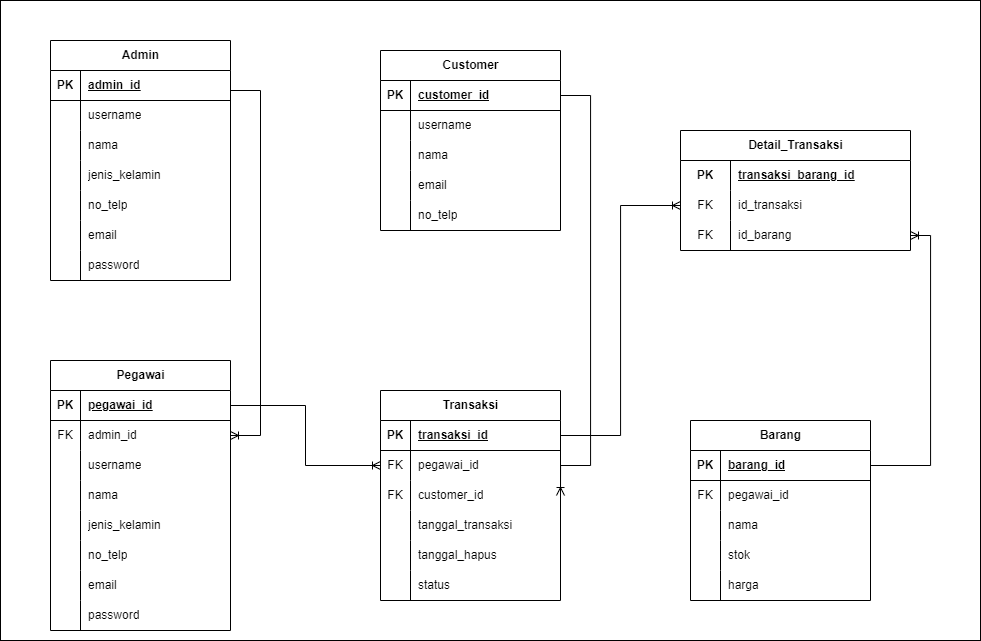 Admin
PK admin_id
username
nama
jenis_kelamin
no_telp
email
password
Customer
PK customer_id
username
nama
email
no_telp
Detail_Transaksi
PK transaksi_barang_id
FK id_transaksi
FK id_barang
Pegawai
PK pegawai_id
FK admin_id
username
nama
jenis_kelamin
no_telp
email
password
Transaksi
PK transaksi_id
FK pegawai_id
FK customer_id
tanggal_transaksi
tanggal_hapus
status
Barang
PK barang_id
FK pegawai_id
nama
stok
harga